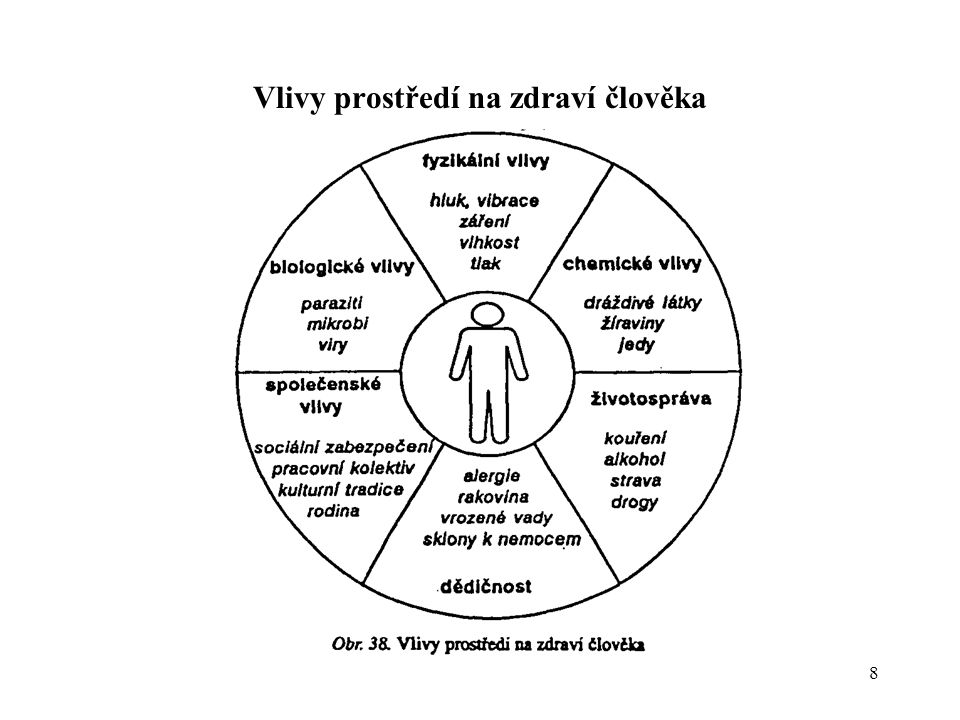 Vlivy prostředí na zdraví člověka
fyzikální vlivy
hluk, vibrace
záření
vlhkost
tlak
chemické vlivy
dráždivé látky
žíraviny
jedy
životospráva
kouření
alkohol
strava
drogy
alergie
rakovina
vrozené vady
sklony k nemocem
dědičnost
společenské
vlivy
sociální zabezpečení
pracovní kolektiv
kulturní tradice
rodina
biologické vlivy
paraziti
mikrobi
viry
Obr. 38. Vlivy prostředí na zdraví člověka
8